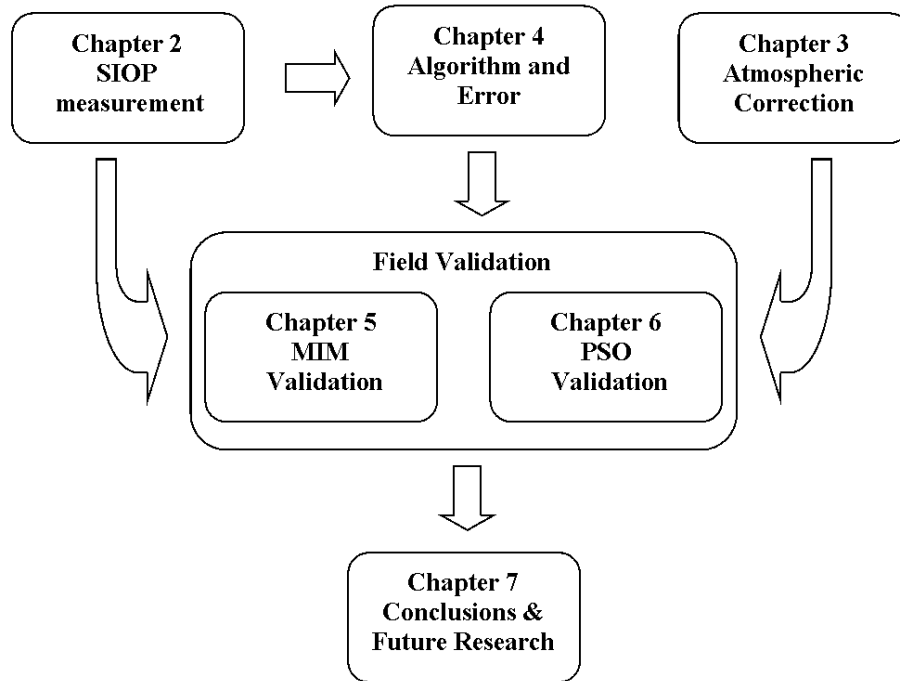 Chapter 2
SIOP
measurement
Chapter 4
Algorithm and
Error
Chapter 3
Atmospheric
Correction
Field Validation
Chapter 5
MIM
Validation
Chapter 6
PSO
Validation
Chapter 7
Conclusions &
Future Research